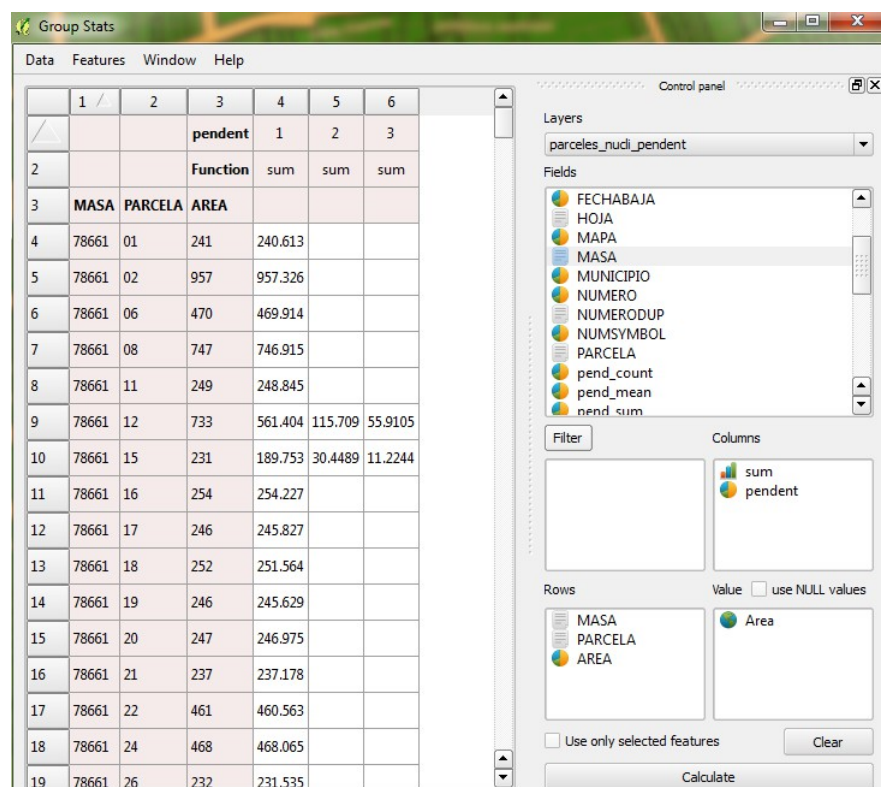 Group Stats
Data Features Window Help
1 2 3 4 5 6
pendent 1 2 3
2 Function sum sum sum
3 MASA PARCELA AREA
4 78661 01 241 240.613
5 78661 02 957 957.326
6 78661 06 470 469.914
7 78661 08 747 746.915
8 78661 11 249 248.845
9 78661 12 733 561.404 115.709 55.9105
10 78661 15 231 189.753 30.4489 11.2244
11 78661 16 254 254.227
12 78661 17 246 245.827
13 78661 18 252 251.564
14 78661 19 246 245.629
15 78661 20 247 246.975
16 78661 21 237 237.178
17 78661 22 461 460.563
18 78661 24 468 468.065
19 78661 26 232 231.535
Control panel
Layers
parceles_nucli_pendent
Fields
FECHABAJA
HOJA
MAPA
MASA
MUNICIPIO
NUMERO
NUMERODUP
NUMSYMBOL
PARCELA
pend_count
pend_mean
pend_sum
Filter
Columns
sum
pendent
Rows
MASA
PARCELA
AREA
Value use NULL values
Area
Use only selected features
Clear
Calculate